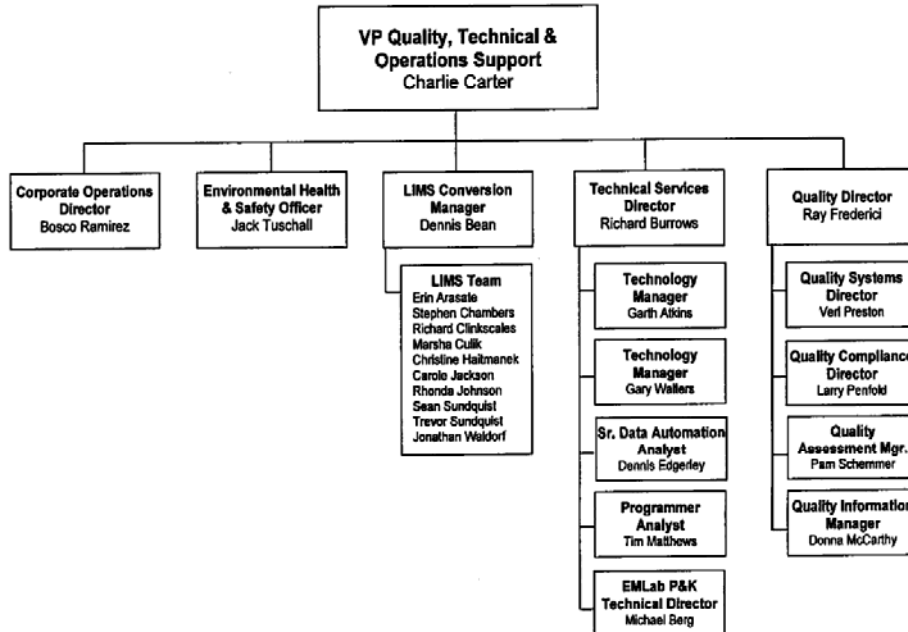 VP Quality, Technical &
Operations Support
Charlie Carter
Corporate Operations
Director
Bosco Ramirez
Environmental Health
& Safety Officer
Jack Tuschall
LIMS Conversion
Manager
Dennis Bean
LIMS Team
Erin Arasate
Stephen Chambers
Richard Clinkscales
Marsha Culik
Christine Haitmanek
Carole Jackson
Rhonda Johnson
Sean Sundquist
Trevor Sundquist
Jonathan Waldorf
Technical Services
Director
Richard Burrows
Technology
Manager
Garth Atkins
Technology
Manager
Gary Walters
Sr. Data Automation
Analyst
Dennis Edgerley
Programmer
Analyst
Tim Matthews
EMLab P&K
Technical Director
Michael Berg
Quality Director
Ray Frederici
Quality Systems
Director
Verl Preston
Quality Compliance
Director
Larry Penfold
Quality
Assessment Mgr.
Pam Schemmer
Quality Information
Manager
Donna McCarthy